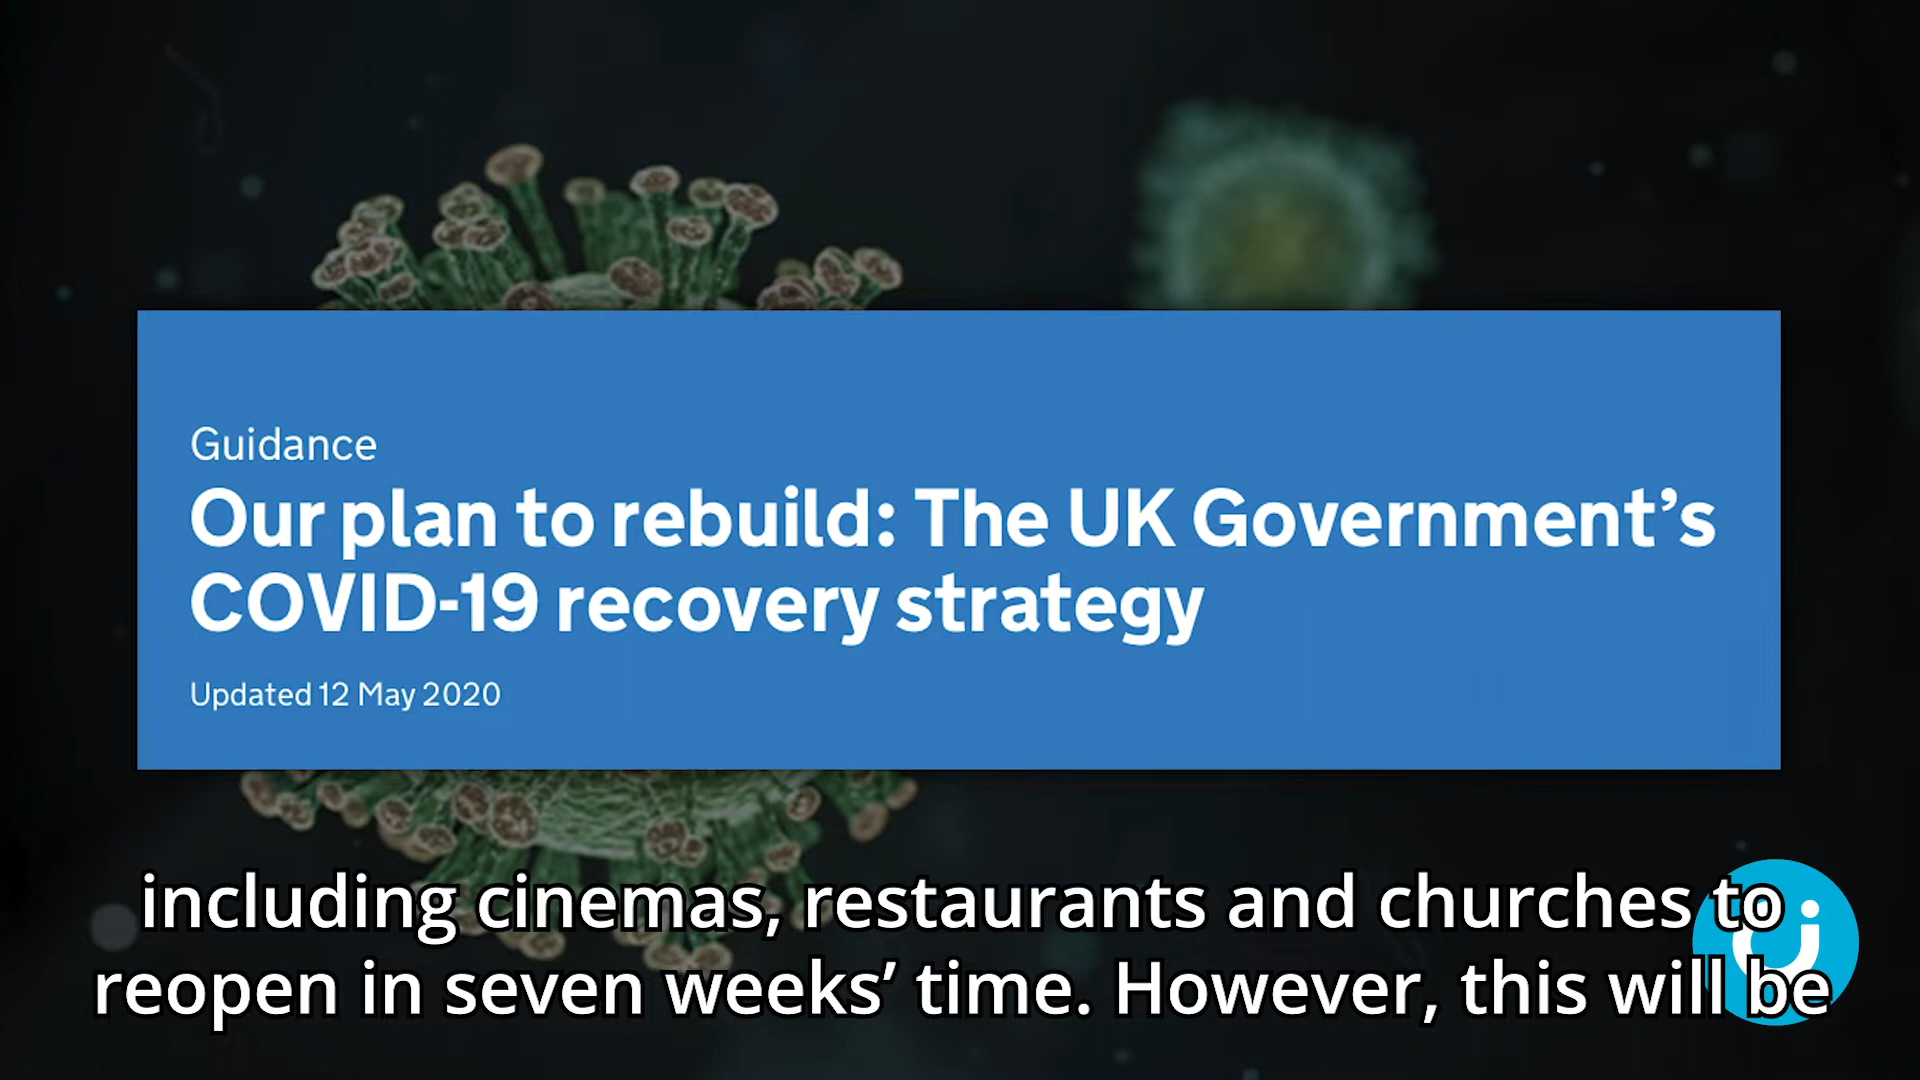 Guidance
Our plan to rebuild: The UK Government’s
COVID-19 recovery strategy
Updated 12 May 2020
including cinemas, restaurants and churches to
reopen in seven weeks’ time. However, this will be